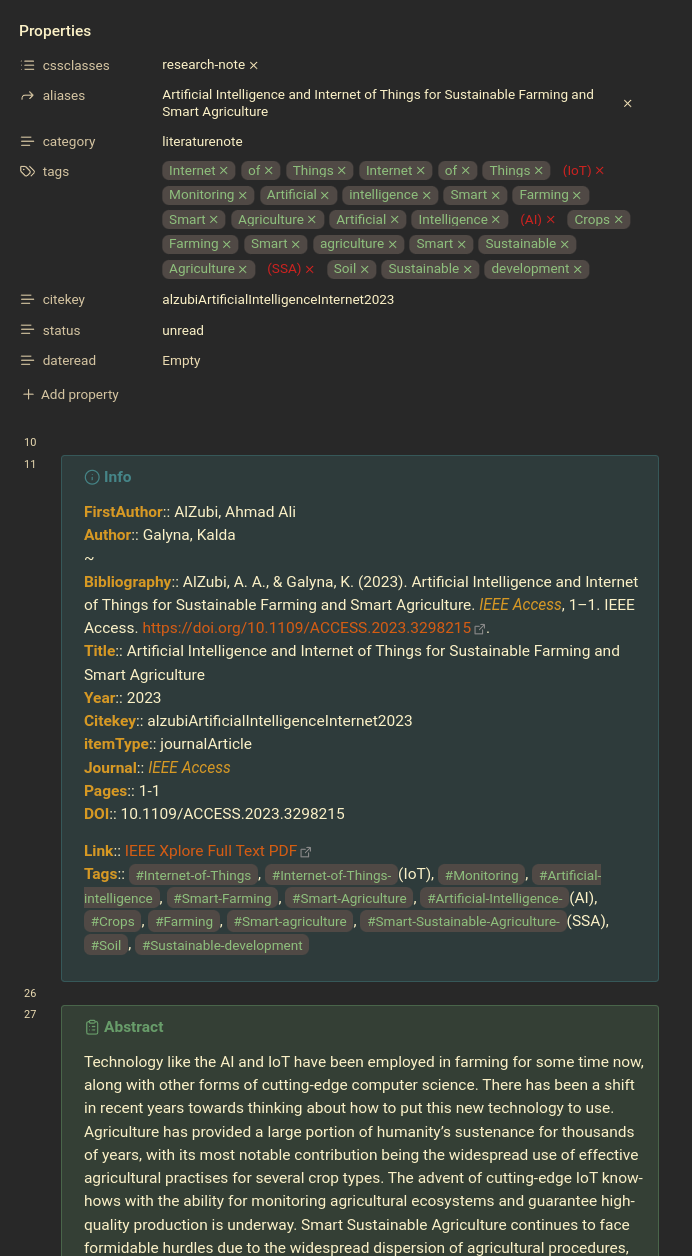 Properties
cssclasses research-note ×
aliases Artificial Intelligence and Internet of Things for Sustainable Farming and
Smart Agriculture ×
category literaturenote
tags Internet × of × Things × Internet × of × Things × (IoT) ×
Monitoring × Artificial × intelligence × Smart × Farming ×
Smart × Agriculture × Artificial × Intelligence × (AI) × Crops ×
Farming × Smart × agriculture × Smart × Sustainable ×
Agriculture × (SSA) × Soil × Sustainable × development ×
citekey alzubiArtificialIntelligenceInternet2023
status unread
dateread Empty
+ Add property
10
11
Info
FirstAuthor:: AlZubi, Ahmad Ali
Author:: Galyna, Kalda
~
Bibliography:: AlZubi, A. A., & Galyna, K. (2023). Artificial Intelligence and Internet
of Things for Sustainable Farming and Smart Agriculture. IEEE Access, 1–1. IEEE
Access. https://doi.org/10.1109/ACCESS.2023.3298215.
Title:: Artificial Intelligence and Internet of Things for Sustainable Farming and
Smart Agriculture
Year:: 2023
Citekey:: alzubiArtificialIntelligenceInternet2023
itemType:: journalArticle
Journal:: IEEE Access
Pages:: 1-1
DOI:: 10.1109/ACCESS.2023.3298215
Link:: IEEE Xplore Full Text PDF
Tags:: #Internet-of-Things, #Internet-of-Things-(IoT), #Monitoring, #Artificial-
intelligence, #Smart-Farming, #Smart-Agriculture, #Artificial-Intelligence-(AI),
#Crops, #Farming, #Smart-agriculture, #Smart-Sustainable-Agriculture-(SSA),
#Soil, #Sustainable-development
26
27
Abstract
Technology like the AI and IoT have been employed in farming for some time now,
along with other forms of cutting-edge computer science. There has been a shift
in recent years towards thinking about how to put this new technology to use.
Agriculture has provided a large portion of humanity’s sustenance for thousands
of years, with its most notable contribution being the widespread use of effective
agricultural practises for several crop types. The advent of cutting-edge IoT know-
hows with the ability for monitoring agricultural ecosystems and guarantee high-
quality production is underway. Smart Sustainable Agriculture continues to face
formidable hurdles due to the widespread dispersion of agricultural procedures,